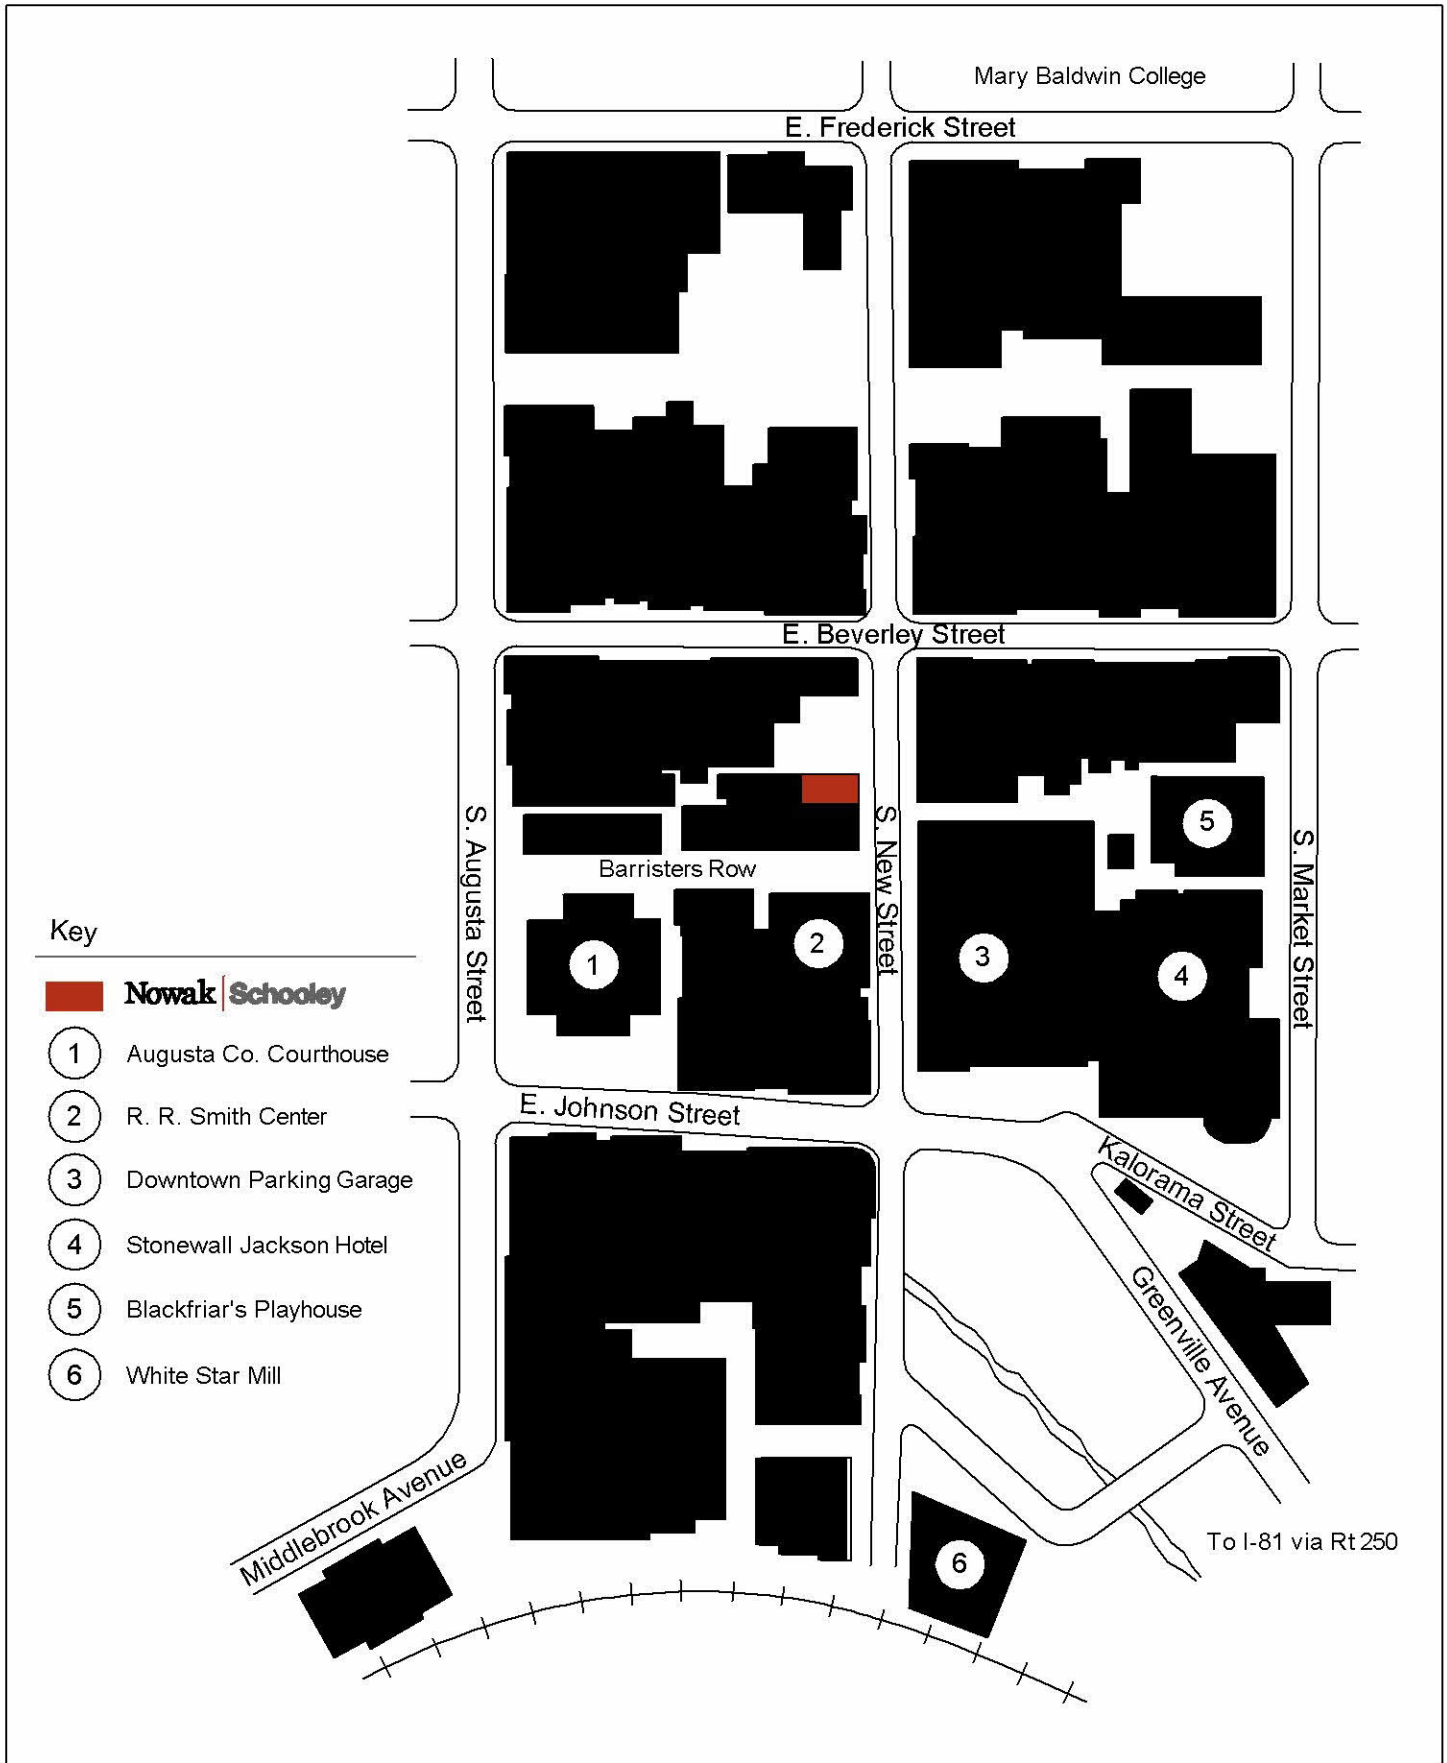 Mary Baldwin College
E. Frederick Street
E. Beverley Street
S. Augusta Street
S. New Street
S. Market Street
5
Barristers Row
1
2
3
4
E. Johnson Street
Kalorama Street
Greenville Avenue
Middlebrook Avenue
6
To I-81 via Rt 250
Key
Nowak | Schooley
1 Augusta Co. Courthouse
2 R. R. Smith Center
3 Downtown Parking Garage
4 Stonewall Jackson Hotel
5 Blackfriar's Playhouse
6 White Star Mill